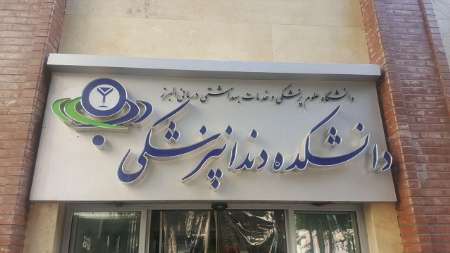 دانشگاه علوم پزشکی و خدمات بهداشتی درمانی البرز
دانشکده دندانپزشکی